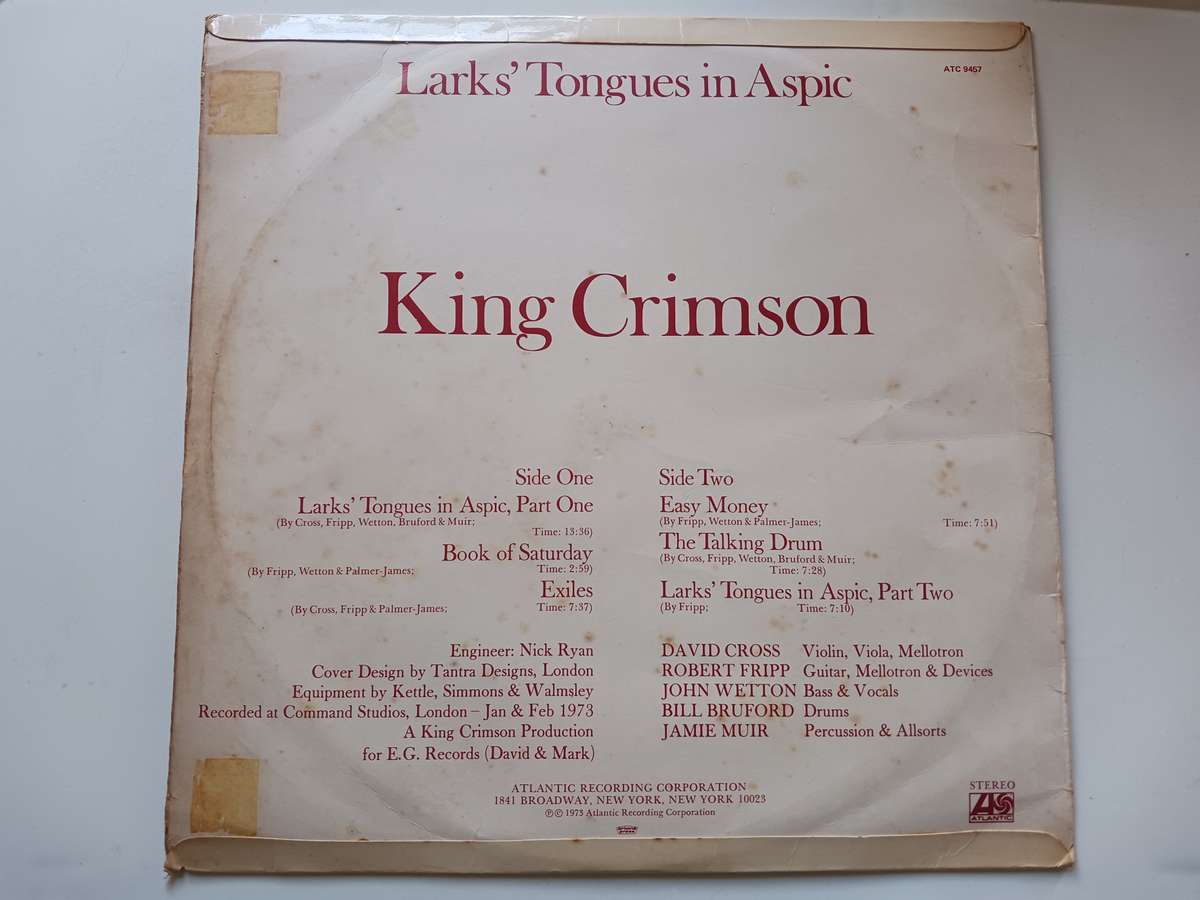 Larks' Tongues in Aspic
ATC 9457
King Crimson
Side One
Larks' Tongues in Aspic, Part One
(By Cross, Fripp, Wetton, Bruford & Muir;
Time: 13:36)
Book of Saturday
(By Fripp, Wetton & Palmer-James;
Time: 2:59)
Exiles
(By Cross, Fripp & Palmer-James;
Time: 7:37)
Side Two
Easy Money
(By Fripp, Wetton & Palmer-James;
Time: 7:51)
The Talking Drum
(By Cross, Fripp, Wetton, Bruford & Muir;
Time: 7:28)
Larks' Tongues in Aspic, Part Two
(By Fripp;
Time: 7:10)
Engineer: Nick Ryan
Cover Design by Tantra Designs, London
Equipment by Kettle, Simmons & Walmsley
Recorded at Command Studios, London – Jan & Feb 1973
A King Crimson Production
for E.G. Records (David & Mark)
DAVID CROSS Violin, Viola, Mellotron
ROBERT FRIPP Guitar, Mellotron & Devices
JOHN WETTON Bass & Vocals
BILL BRUFORD Drums
JAMIE MUIR Percussion & Allsorts
ATLANTIC RECORDING CORPORATION
1841 BROADWAY, NEW YORK, NEW YORK 10023
℗© 1973 Atlantic Recording Corporation
STEREO
ATLANTIC